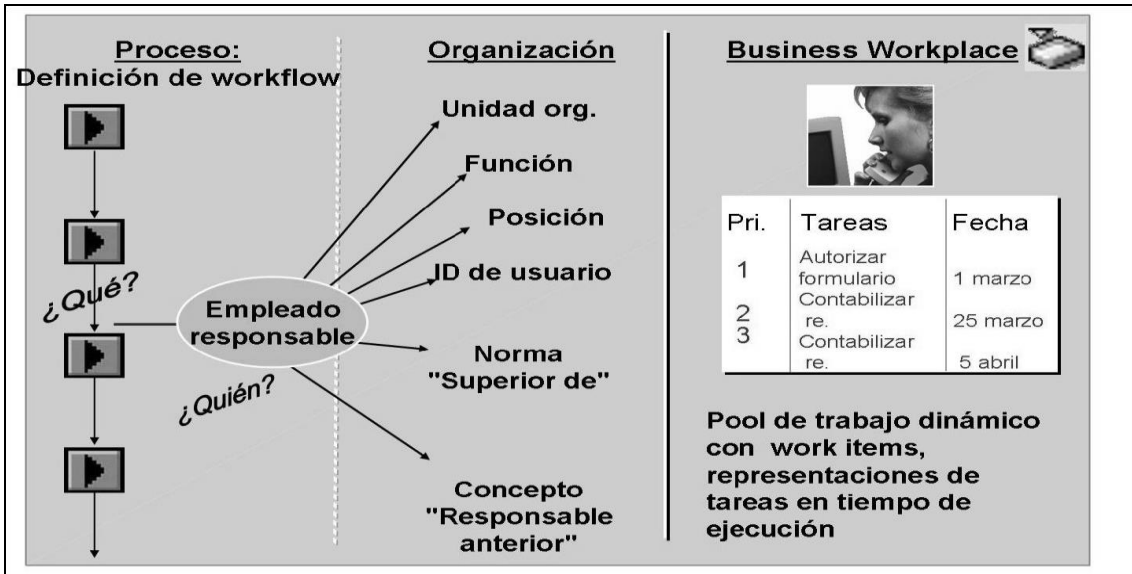 Proceso:
Definición de workflow
¿Qué?
Empleado
responsable
¿Quién?
Organización
Unidad org.
Función
Posición
ID de usuario
Norma
"Superior de"
Concepto
"Responsable
anterior"
Business Workplace
Pri. Tareas Fecha
1 Autorizar
formulario 1 marzo
2 Contabilizar
re. 25 marzo
3 Contabilizar
re. 5 abril
Pool de trabajo dinámico
con work items,
representaciones de
tareas en tiempo de
ejecución